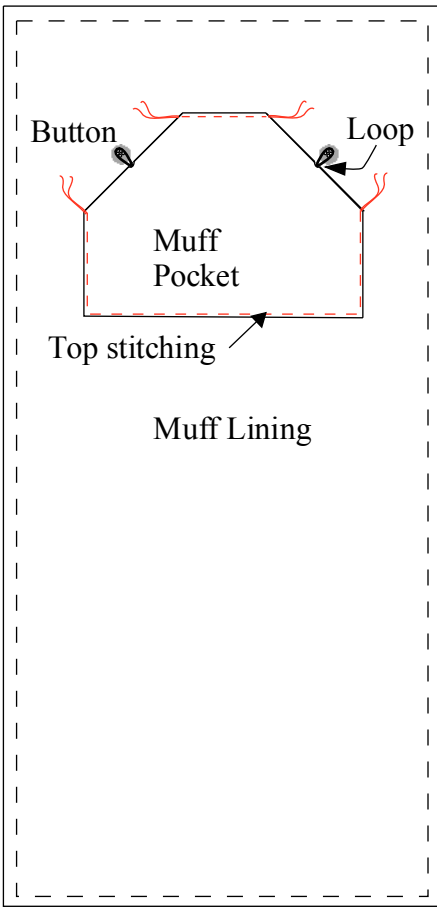 Button
Loop
Muff
Pocket
Top stitching
Muff Lining